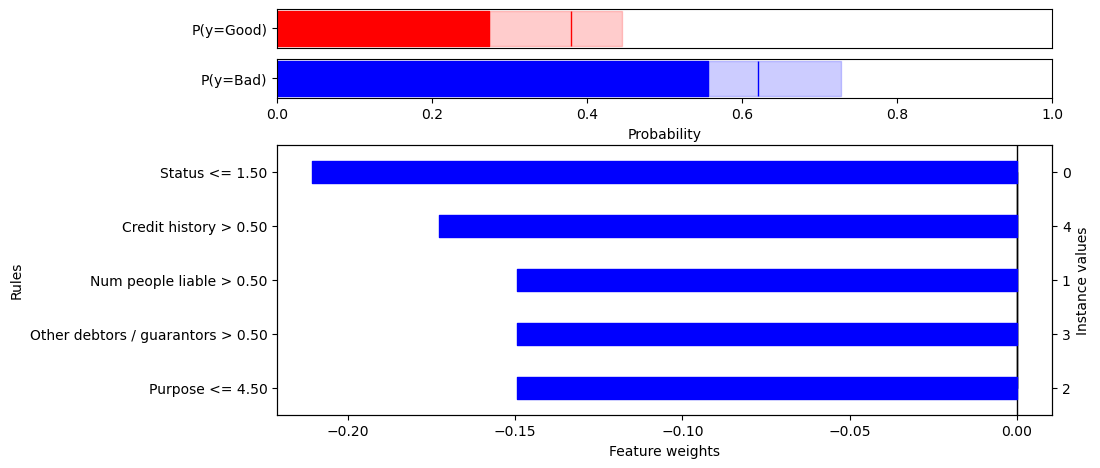 P(y=Good)
P(y=Bad)
0.0 0.2 0.4 0.6 0.8 1.0
Probability
Status <= 1.50 0
Credit history > 0.50 4
Num people liable > 0.50 1
Other debtors / guarantors > 0.50 3
Purpose <= 4.50 2
Rules
Instance values
−0.20 −0.15 −0.10 −0.05 0.00
Feature weights